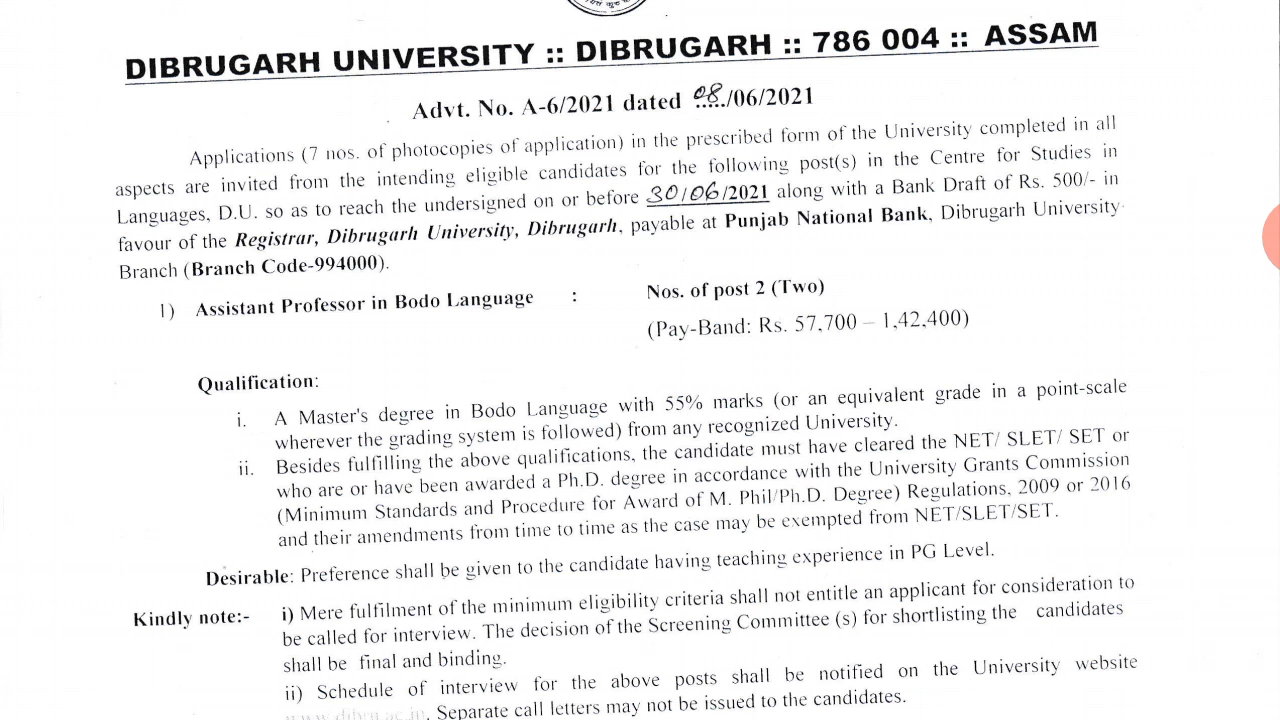 DIBRUGARH UNIVERSITY :: DIBRUGARH :: 786 004 :: ASSAM
Advt. No. A-6/2021 dated 08/06/2021
Applications (7 nos. of photocopies of application) in the prescribed form of the University completed in all
aspects are invited from the intending eligible candidates for the following post(s) in the Centre for Studies in
Languages, D.U. so as to reach the undersigned on or before 30/06/2021 along with a Bank Draft of Rs. 500/- in
favour of the Registrar, Dibrugarh University, Dibrugarh, payable at Punjab National Bank, Dibrugarh University
Branch (Branch Code-994000).
1) Assistant Professor in Bodo Language : Nos. of post 2 (Two)
(Pay-Band: Rs. 57,700 – 1,42,400)
Qualification:
i. A Master's degree in Bodo Language with 55% marks (or an equivalent grade in a point-scale
wherever the grading system is followed) from any recognized University.
ii. Besides fulfilling the above qualifications, the candidate must have cleared the NET/ SLET/ SET or
who are or have been awarded a Ph.D. degree in accordance with the University Grants Commission
(Minimum Standards and Procedure for Award of M. Phil/Ph.D. Degree) Regulations, 2009 or 2016
and their amendments from time to time as the case may be exempted from NET/SLET/SET.
Desirable: Preference shall be given to the candidate having teaching experience in PG Level.
Kindly note:- i) Mere fulfilment of the minimum eligibility criteria shall not entitle an applicant for consideration to
be called for interview. The decision of the Screening Committee (s) for shortlisting the candidates
shall be final and binding.
ii) Schedule of interview for the above posts shall be notified on the University website
www.dibru.ac.in. Separate call letters may not be issued to the candidates.